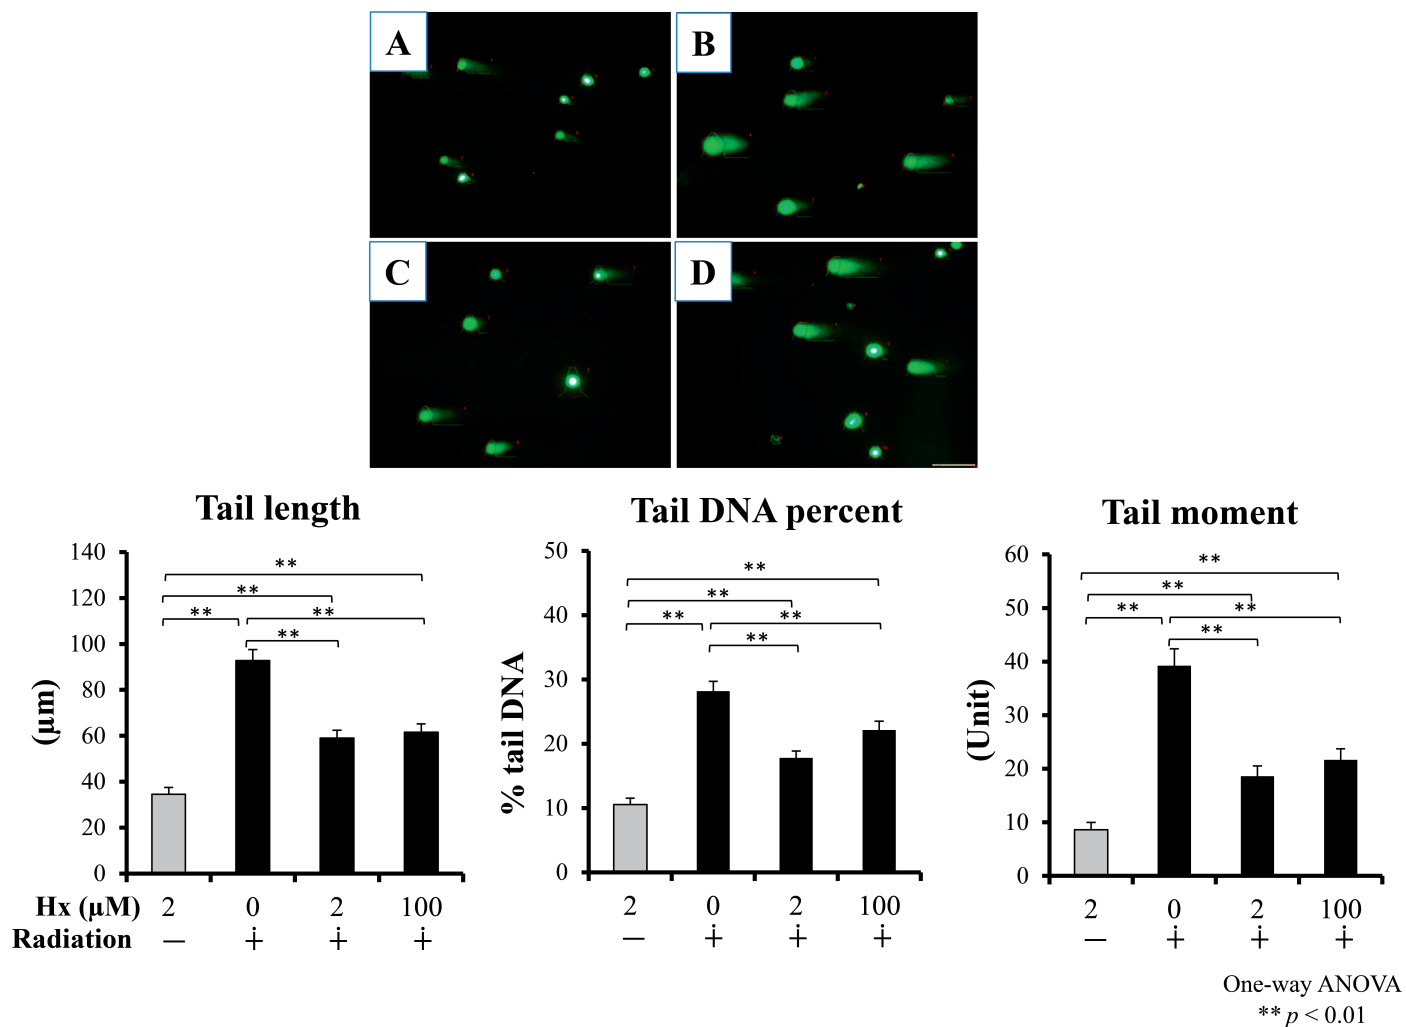 A
B
C
D
Tail length
Tail DNA percent
Tail moment
(µm)
140
120
100
80
60
40
20
0
** 
**
**
**
**
% tail DNA
50
40
30
20
10
0
**
**
**
**
**
(Unit)
60
50
40
30
20
10
0
**
**
**
**
**
Hx (µM) 2 0 2 100
Radiation − + + +
2 0 2 100
− + + +
2 0 2 100
− + + +
One-way ANOVA
** p < 0.01